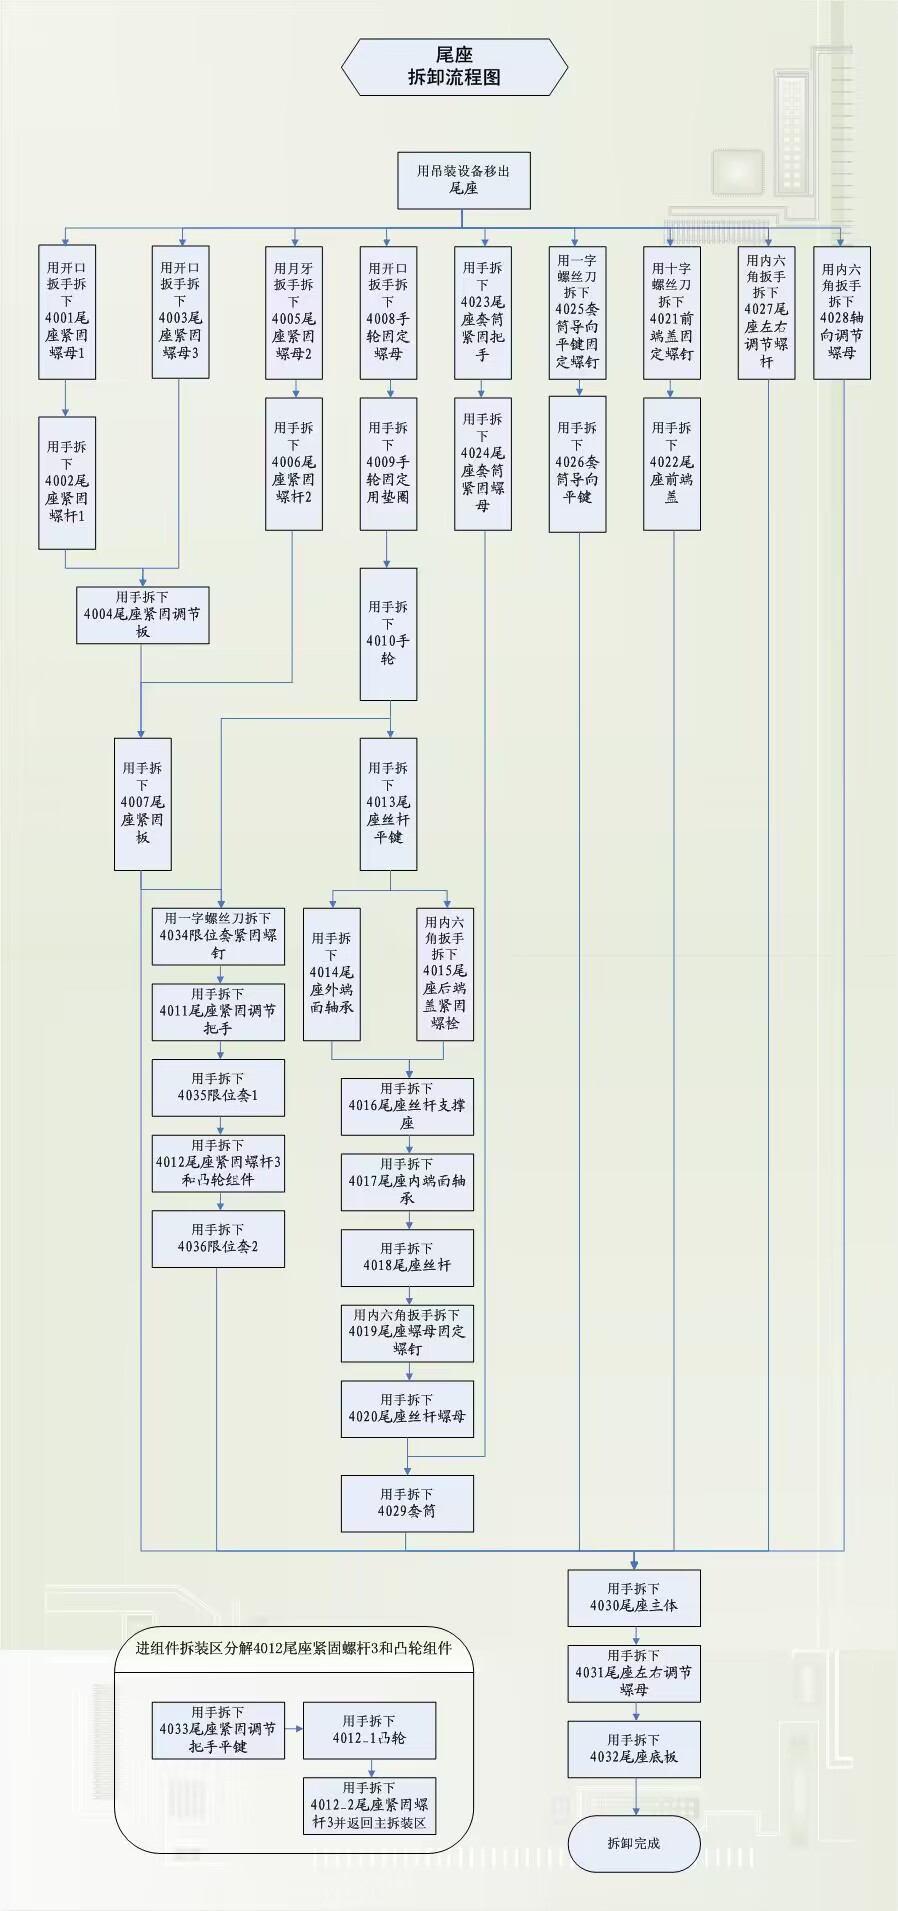 尾座
拆卸流程图
用吊装设备移出
尾座
用开口
扳手拆
下
4001尾
座紧固
螺母1
用开口
扳手拆
下
4003尾
座紧固
螺母3
用月牙
扳手拆
下
4005尾
座紧固
螺母2
用开口
扳手拆
下
4008手
轮固定
螺母
用手拆
下
4023尾
座套筒
紧固把
手
用一字
螺丝刀
拆下
4025套
筒导向
平键固
定螺钉
用十字
螺丝刀
拆下
4021前
端盖固
定螺钉
用内六
角扳手
拆下
4027尾
座左右
调节螺
杆
用内六
角扳手
拆下
4028轴
向调节
螺母
用手拆
下
4002尾
座紧固
螺杆1
用手拆
下
4006尾
座紧固
螺杆2
用手拆
下
4009手
轮固定
用垫圈
用手拆
下
4024尾
座套筒
紧固螺
母
用手拆
下
4026套
筒导向
平键
用手拆
下
4022尾
座前端
盖
用手拆下
4004尾座紧固调节
板
用手拆
下
4010手
轮
用手拆
下
4007尾
座紧固
板
用手拆
下
4013尾
座丝杆
平键
用一字螺丝刀拆下
4034限位套紧固螺
钉
用手拆
下
4014尾
座外端
面轴承
用内六
角扳手
拆下
4015尾
座后端
盖紧固
螺栓
用手拆下
4011尾座紧固调节
把手
用手拆下
4035限位套1
用手拆下
4016尾座丝杆支撑
座
用手拆下
4012尾座紧固螺杆3
和凸轮组件
用手拆下
4017尾座内端面轴
承
用手拆下
4036限位套2
用手拆下
4018尾座丝杆
用内六角扳手拆下
4019尾座螺母固定
螺钉
用手拆下
4020尾座丝杆螺母
用手拆下
4029套筒
用手拆下
4030尾座主体
用手拆下
4031尾座左右调节
螺母
用手拆下
4032尾座底板
拆卸完成
进组件拆装区分解4012尾座紧固螺杆3和凸轮组件
用手拆下
4033尾座紧固调节
把手平键
用手拆下
4012_1凸轮
用手拆下
4012_2尾座紧固螺
杆3并返回主拆装区